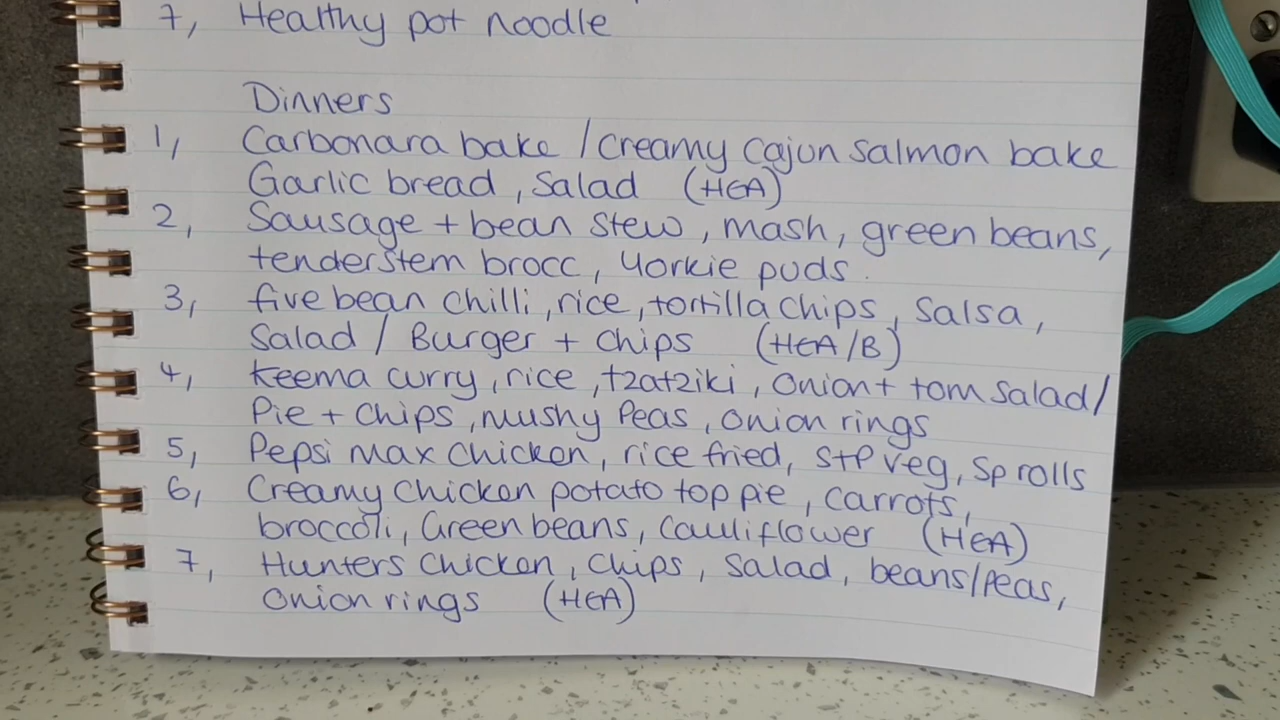 7, Healthy pot noodle
Dinners
1, Carbonara bake / creamy cajun salmon bake
Garlic bread, salad (HEA)
2, Sausage + bean stew, mash, green beans,
tenderstem brocc, Yorkie puds.
3, five bean chilli, rice, tortilla chips, salsa,
Salad / Burger + chips (HEA/B)
4, Keema curry, rice, tzatziki, onion + tom salad/
Pie + chips, mushy peas, onion rings
5, Pepsi max chicken, rice fried, stp veg, sp rolls
6, Creamy chicken potato top pie, carrots,
broccoli, Green beans, cauliflower (HEA)
7, Hunters chicken, chips, salad, beans/peas,
Onion rings (HEA)